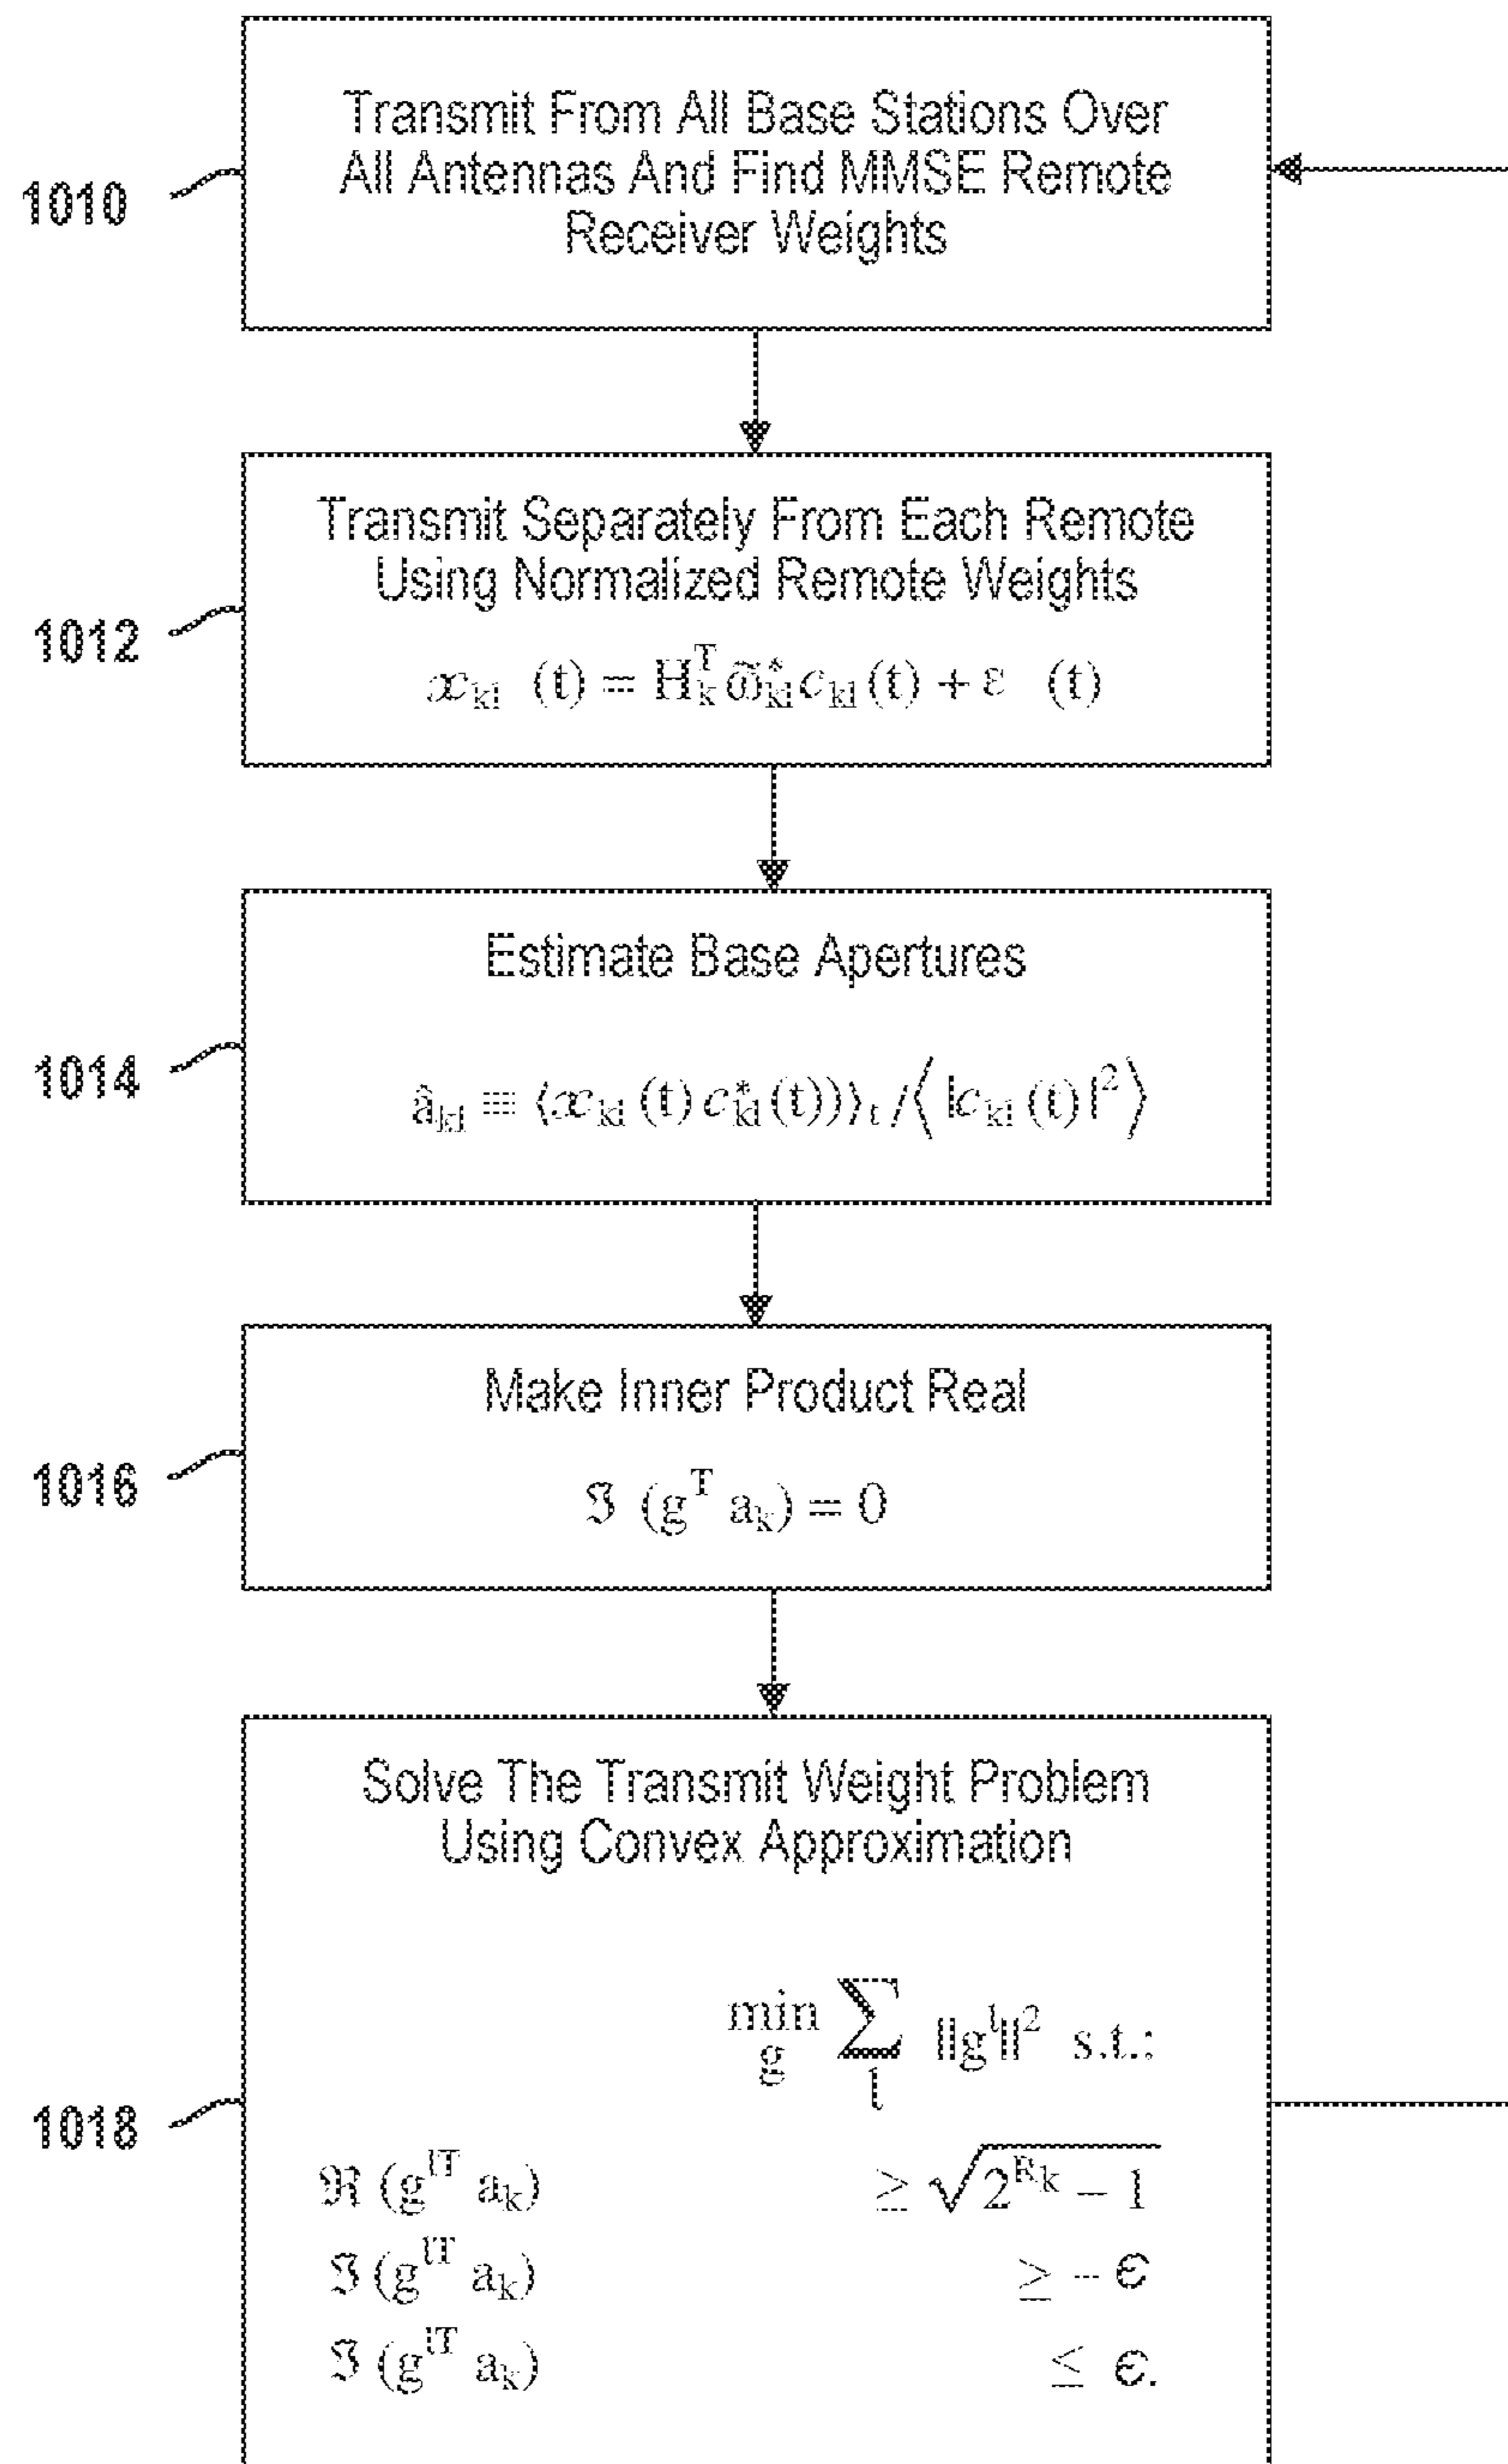 Transmit From All Base Stations Over
All Antennas And Find MMSE Remote
Receiver Weights
1010
Transmit Separately From Each Remote
Using Normalized Remote Weights
1012
x_kl (t) = H_k^T ω̃_kl^* c_kl (t) + ε (t)
Estimate Base Apertures
1014
â_kl ≡ ⟨x_kl (t) c_kl^* (t))⟩_t / ⟨ |c_kl (t)|^2 ⟩
Make Inner Product Real
1016
ℑ (g^T a_k) = 0
Solve The Transmit Weight Problem
Using Convex Approximation
min_g ∑_l ||g^l||^2 s.t.:
1018
ℜ (g^lT a_k) ≥ √(2^R_k − 1)
ℑ (g^lT a_k) ≥ − ϵ
ℑ (g^lT a_k) ≤ ϵ.